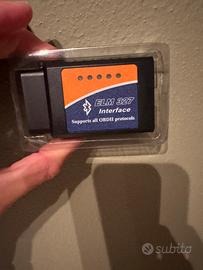 ELM 327
Interface
Supports all OBDII protocols
subito